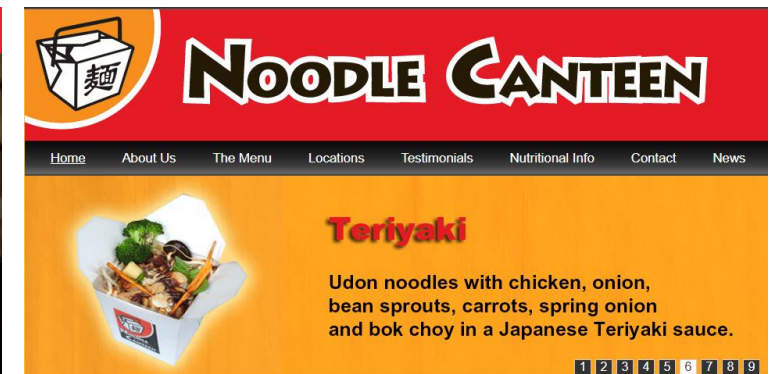 麺
NOODLE CANTEEN
Home About Us The Menu Locations Testimonials Nutritional Info Contact News
Teriyaki
Udon noodles with chicken, onion,
bean sprouts, carrots, spring onion
and bok choy in a Japanese Teriyaki sauce.
1 2 3 4 5 6 7 8 9